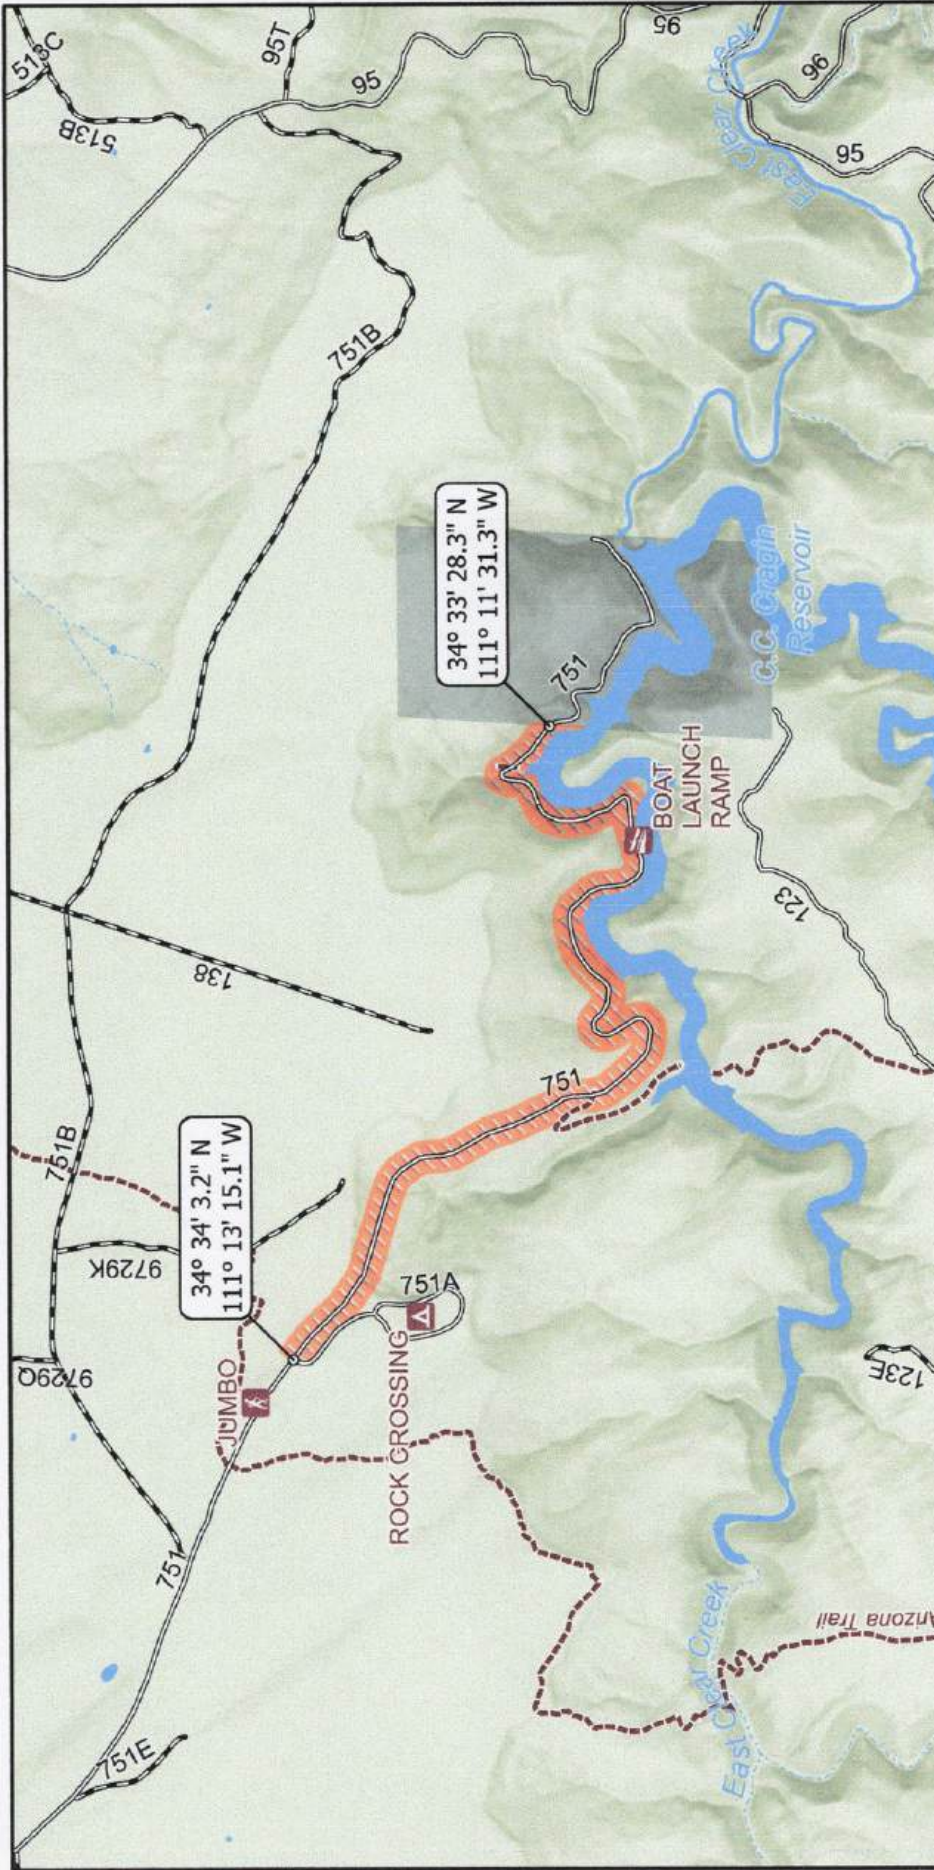 751E
751
9729Q
9729K
751B
138
751B
513B
513C
95T
95
95
96
95
East Clear Creek
JUMBO
34° 34' 3.2" N
111° 13' 15.1" W
751A
ROCK CROSSING
751
34° 33' 28.3" N
111° 11' 31.3" W
751
BOAT
LAUNCH
RAMP
C.C. Cragin
Reservoir
123
123E
East Clear Creek
Arizona Trail